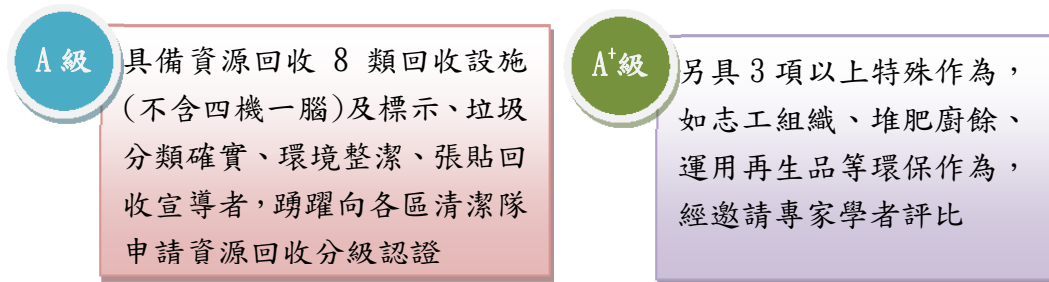 A級
具備資源回收 8 類回收設施
(不含四機一腦)及標示、垃圾
分類確實、環境整潔、張貼回
收宣導者，踴躍向各區清潔隊
申請資源回收分級認證
A⁺級
另具3項以上特殊作為，
如志工組織、堆肥廚餘、
運用再生品等環保作為，
經邀請專家學者評比